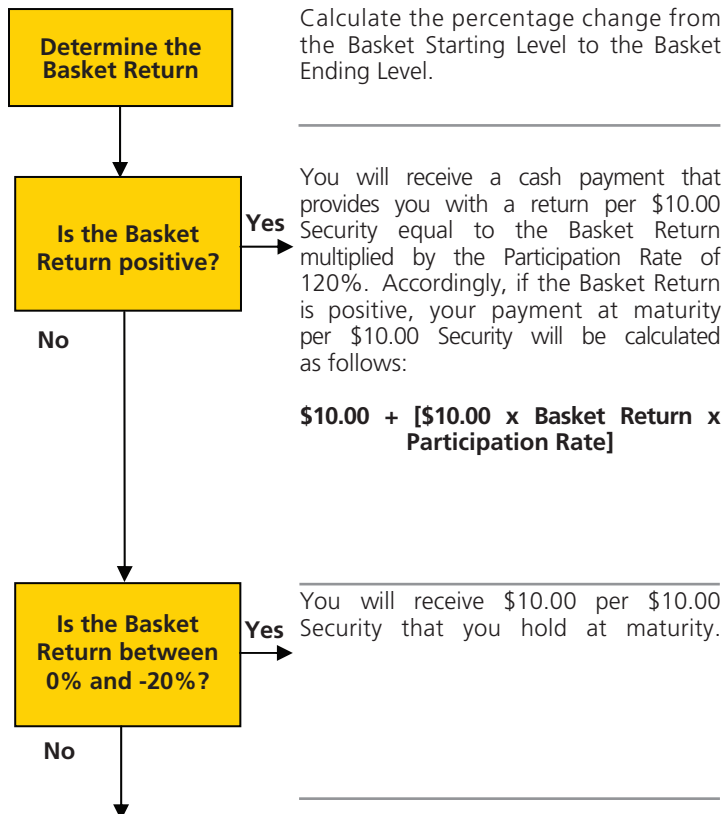 Determine the
Basket Return
Calculate the percentage change from
the Basket Starting Level to the Basket
Ending Level.
Is the Basket
Return positive?
Yes
No
You will receive a cash payment that
provides you with a return per $10.00
Security equal to the Basket Return
multiplied by the Participation Rate of
120%. Accordingly, if the Basket Return
is positive, your payment at maturity
per $10.00 Security will be calculated
as follows:
$10.00 + [$10.00 x Basket Return x
Participation Rate]
Is the Basket
Return between
0% and -20%?
Yes
No
You will receive $10.00 per $10.00
Security that you hold at maturity.